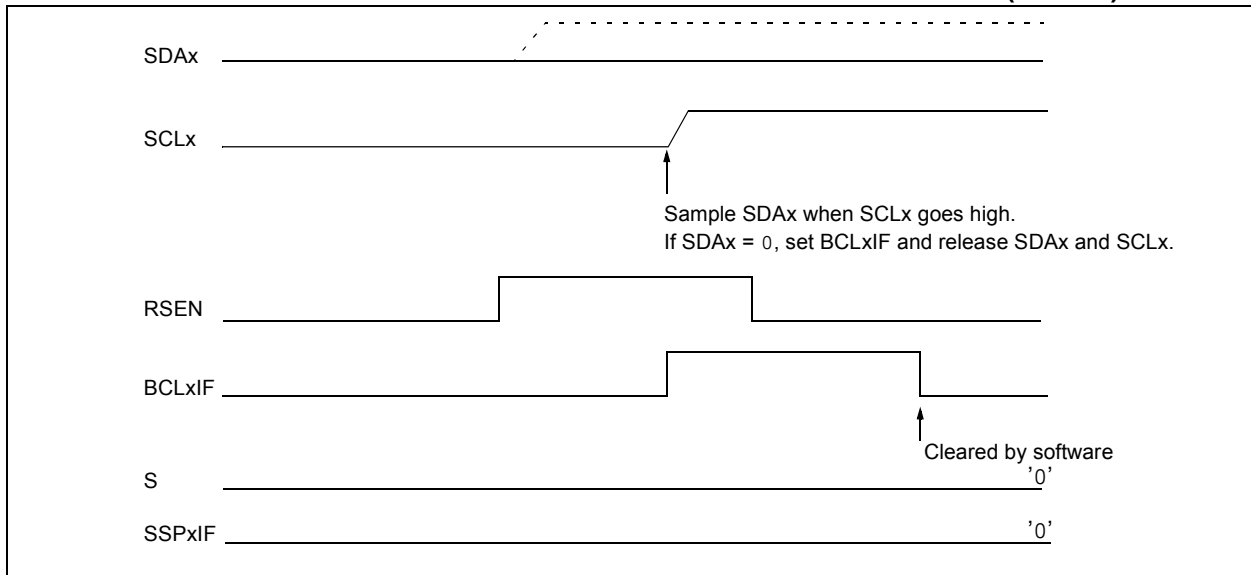 SDAx
SCLx
Sample SDAx when SCLx goes high.
If SDAx = 0, set BCLxIF and release SDAx and SCLx.
RSEN
BCLxIF
Cleared by software
S
'0'
SSPxIF
'0'